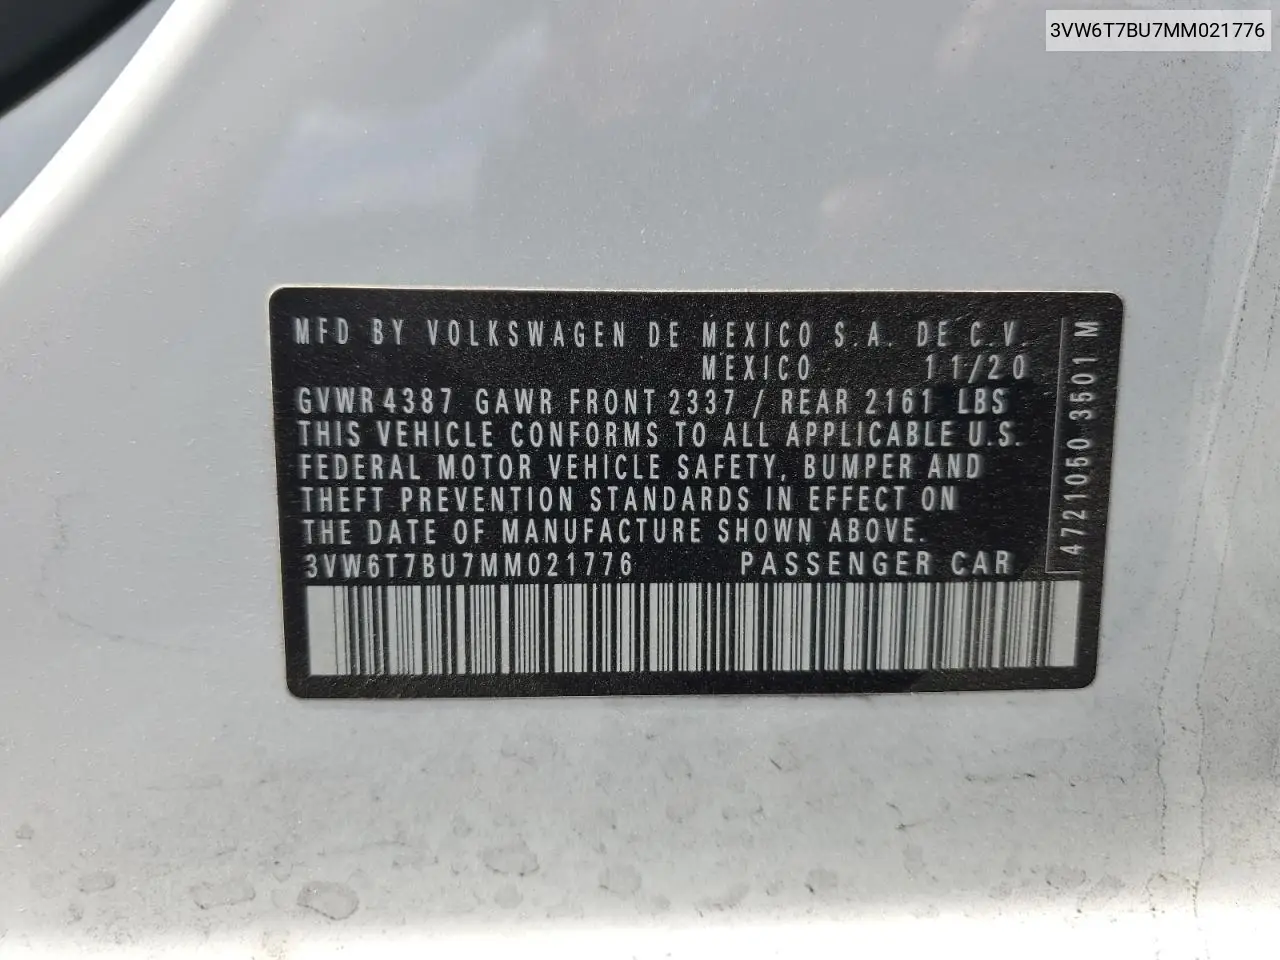 3VW6T7BU7MM021776
MFD BY VOLKSWAGEN DE MEXICO S.A. DE C.V.
MEXICO 11/20
GVWR 4387 GAWR FRONT 2337 / REAR 2161 LBS
THIS VEHICLE CONFORMS TO ALL APPLICABLE U.S.
FEDERAL MOTOR VEHICLE SAFETY, BUMPER AND
THEFT PREVENTION STANDARDS IN EFFECT ON
THE DATE OF MANUFACTURE SHOWN ABOVE.
3VW6T7BU7MM021776 PASSENGER CAR
4721050 3501 M